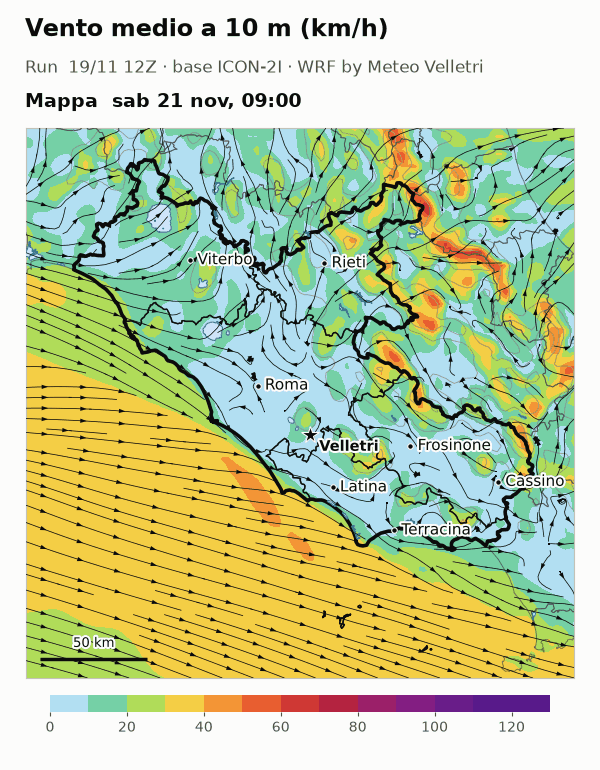 Vento medio a 10 m (km/h)
Run  19/11 12Z · base ICON-2I · WRF by Meteo Velletri
Mappa  sab 21 nov, 09:00
Viterbo
Rieti
Roma
Velletri
Frosinone
Latina
Cassino
Terracina
50 km
0 20 40 60 80 100 120